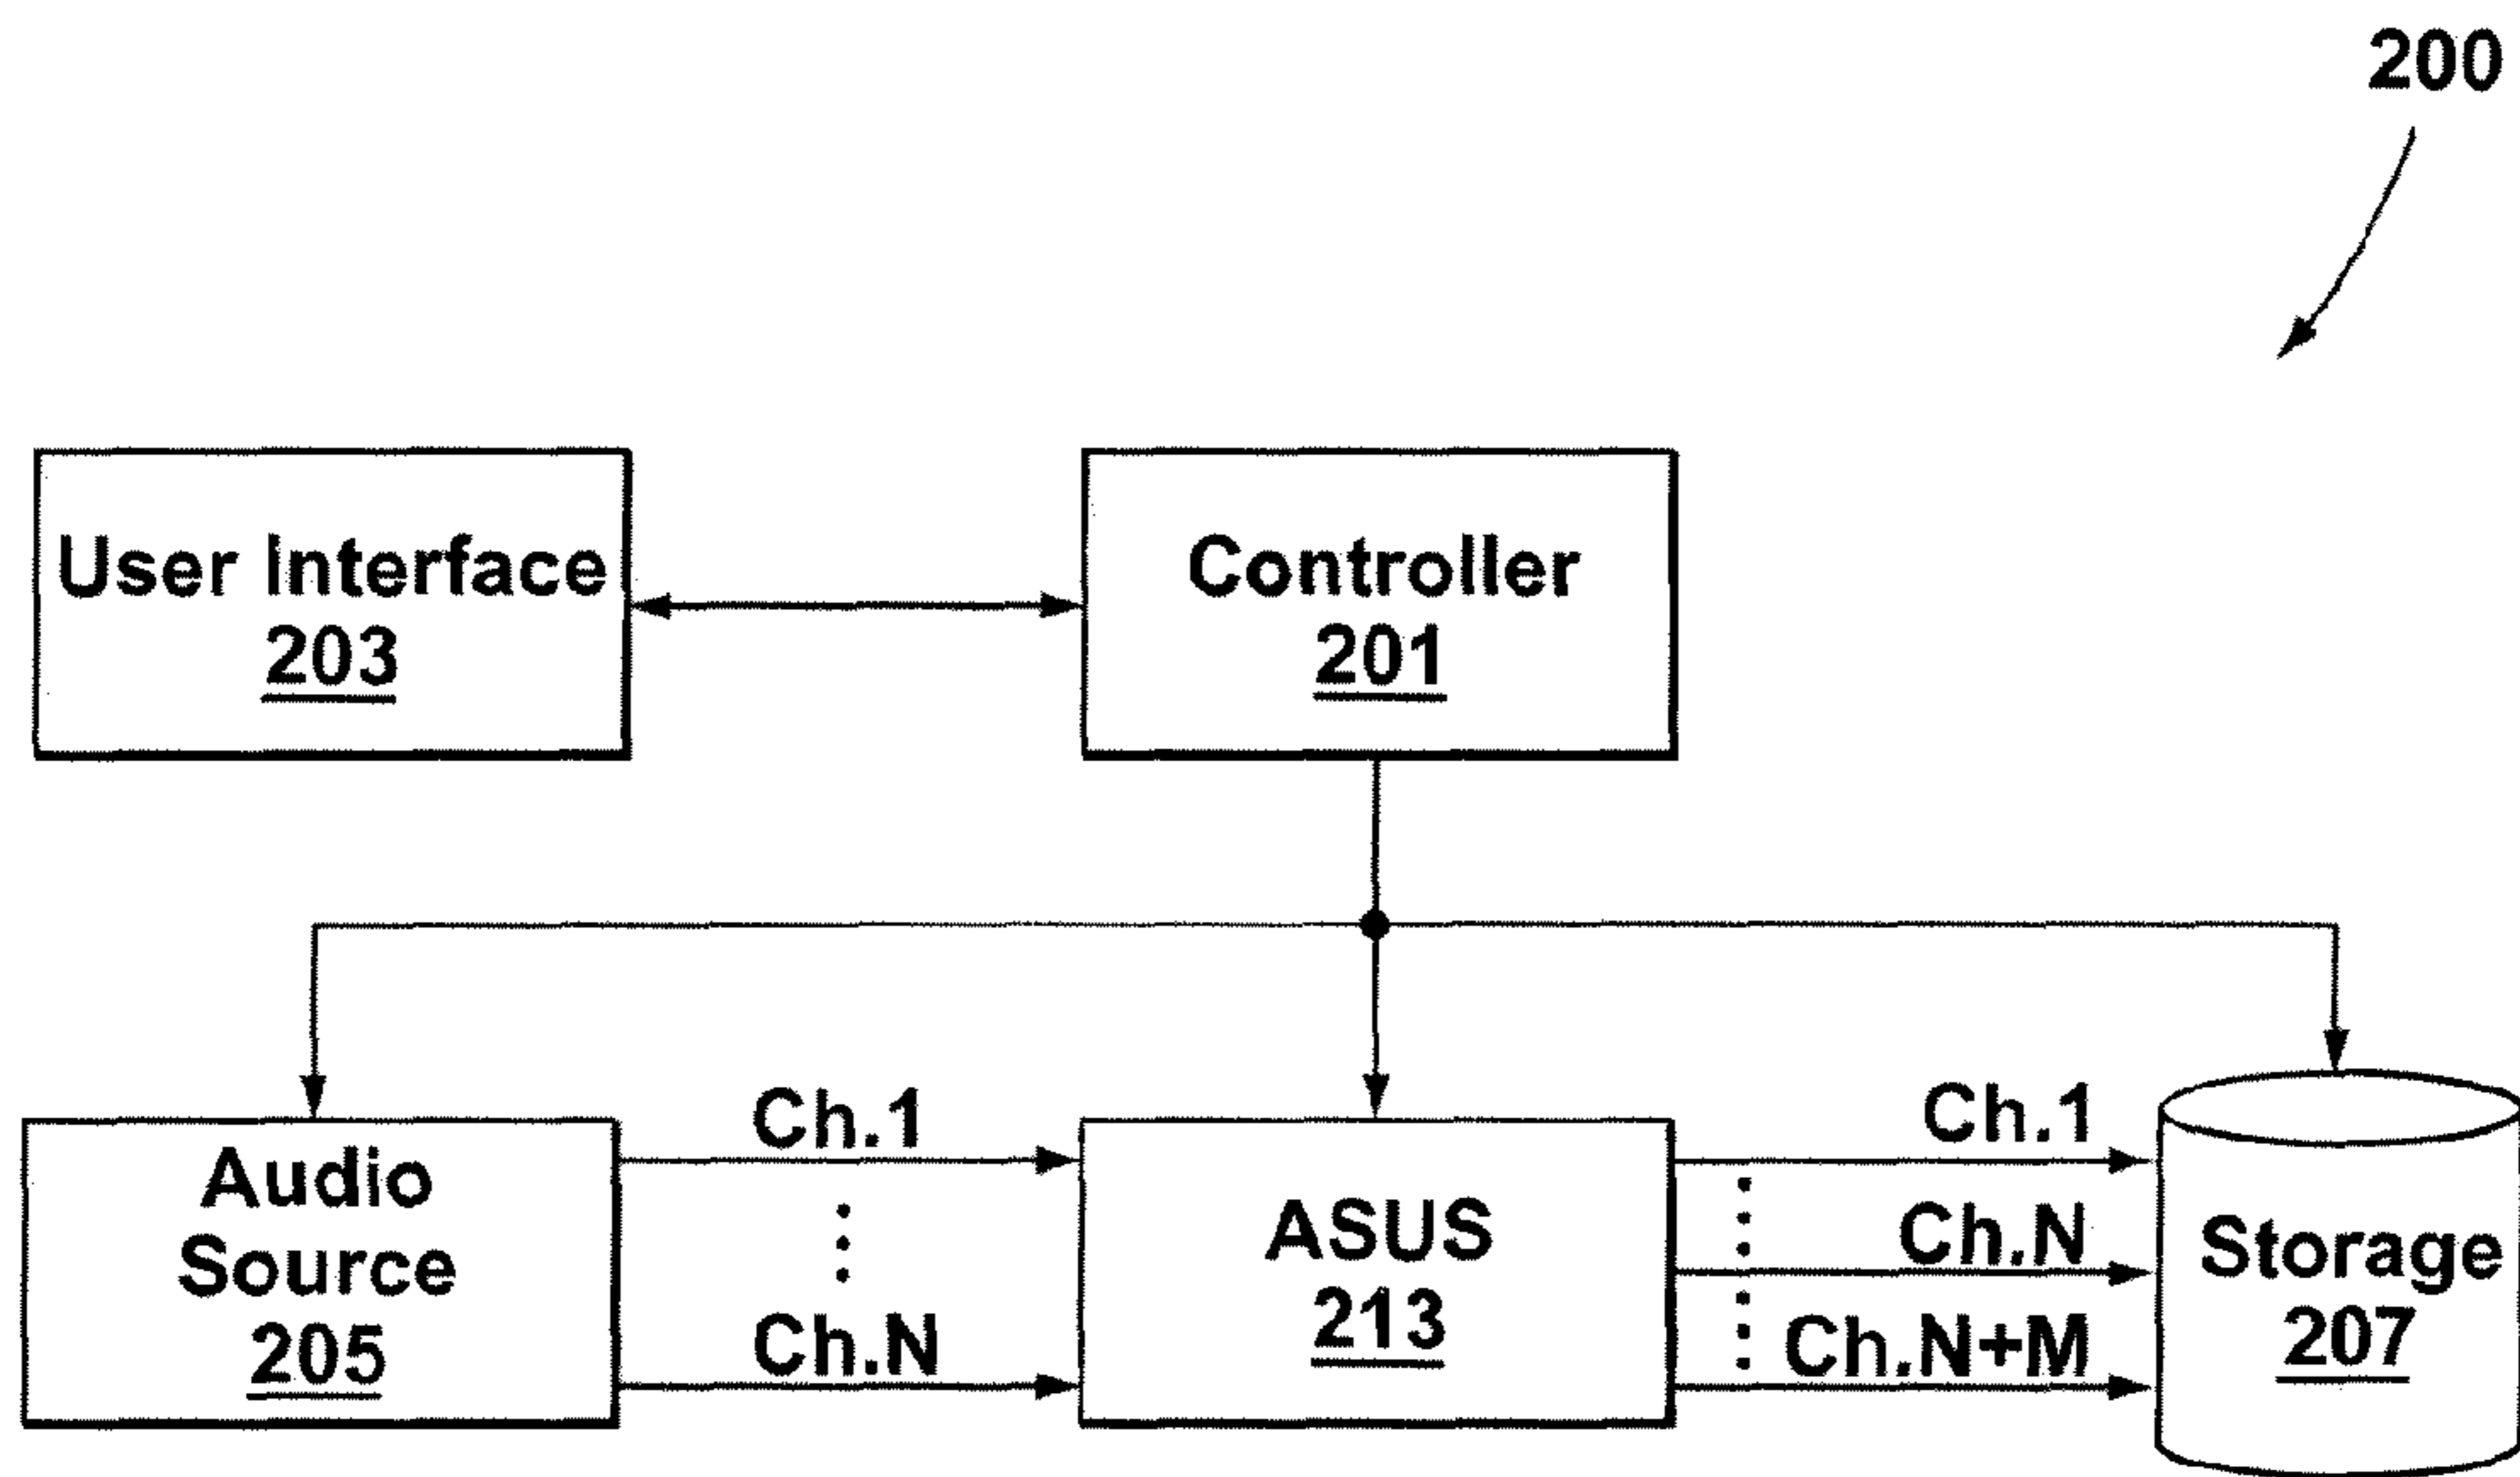 200
User Interface
203
Controller
201
Audio
Source
205
Ch.1
Ch.N
ASUS
213
Ch.1
Ch.N
Ch.N+M
Storage
207